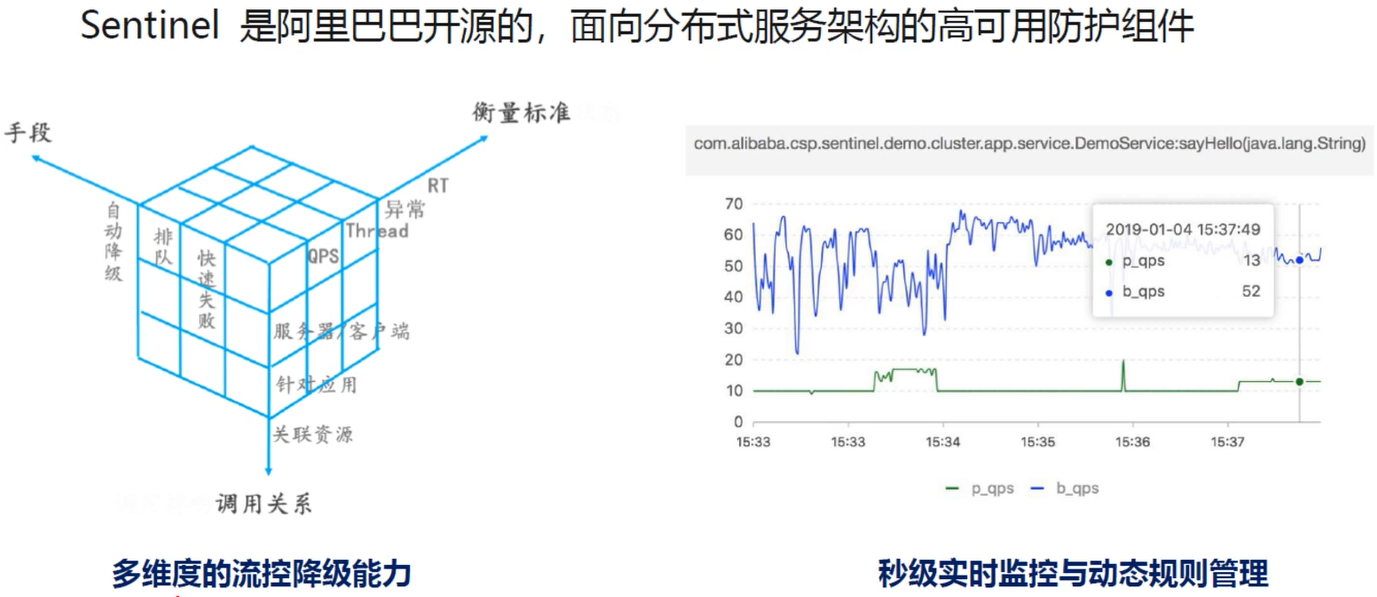 Sentinel 是阿里巴巴开源的，面向分布式服务架构的高可用防护组件
手段
衡量标准
RT
异常
Thread
QPS
自动降级
排队
快速失败
服务器/客户端
针对应用
关联资源
调用关系
多维度的流控降级能力
com.alibaba.csp.sentinel.demo.cluster.app.service.DemoService:sayHello(java.lang.String)
70
60
50
40
30
20
10
0
2019-01-04 15:37:49
p_qps 13
b_qps 52
15:33 15:33 15:34 15:35 15:36 15:37
p_qps b_qps
秒级实时监控与动态规则管理